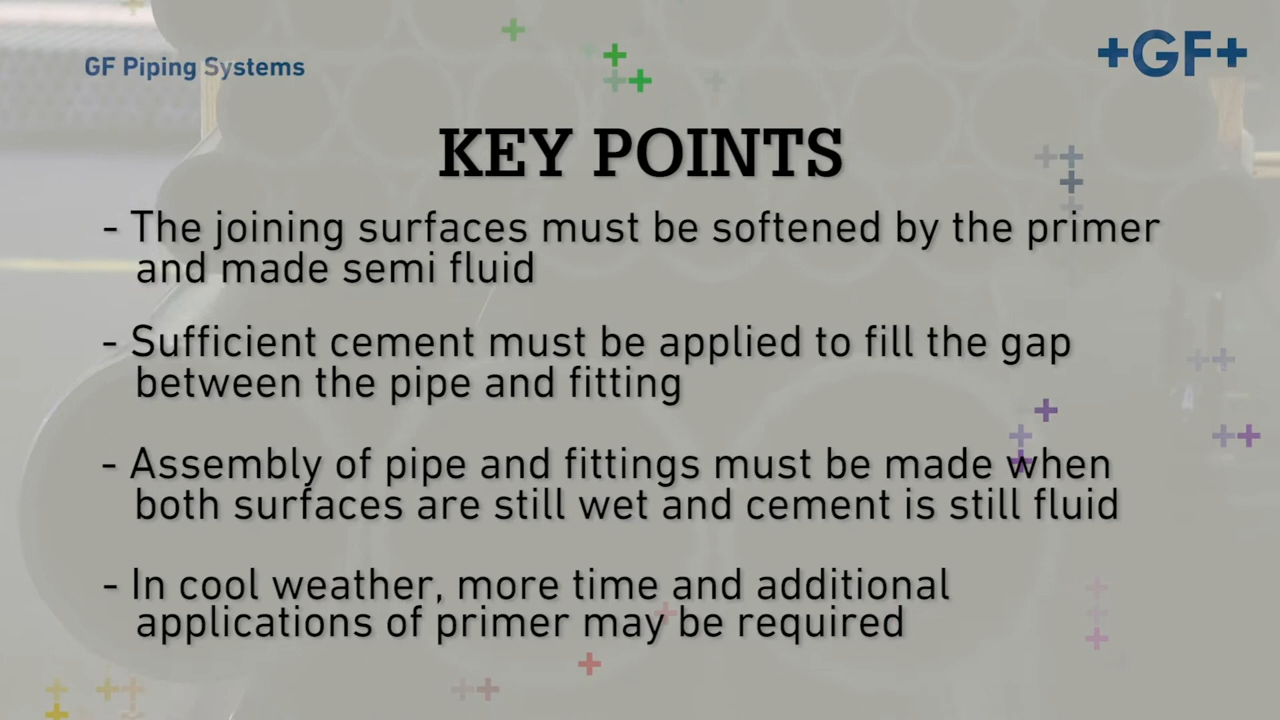 GF Piping Systems
+GF+
KEY POINTS
- The joining surfaces must be softened by the primer
and made semi fluid
- Sufficient cement must be applied to fill the gap
between the pipe and fitting
- Assembly of pipe and fittings must be made when
both surfaces are still wet and cement is still fluid
- In cool weather, more time and additional
applications of primer may be required